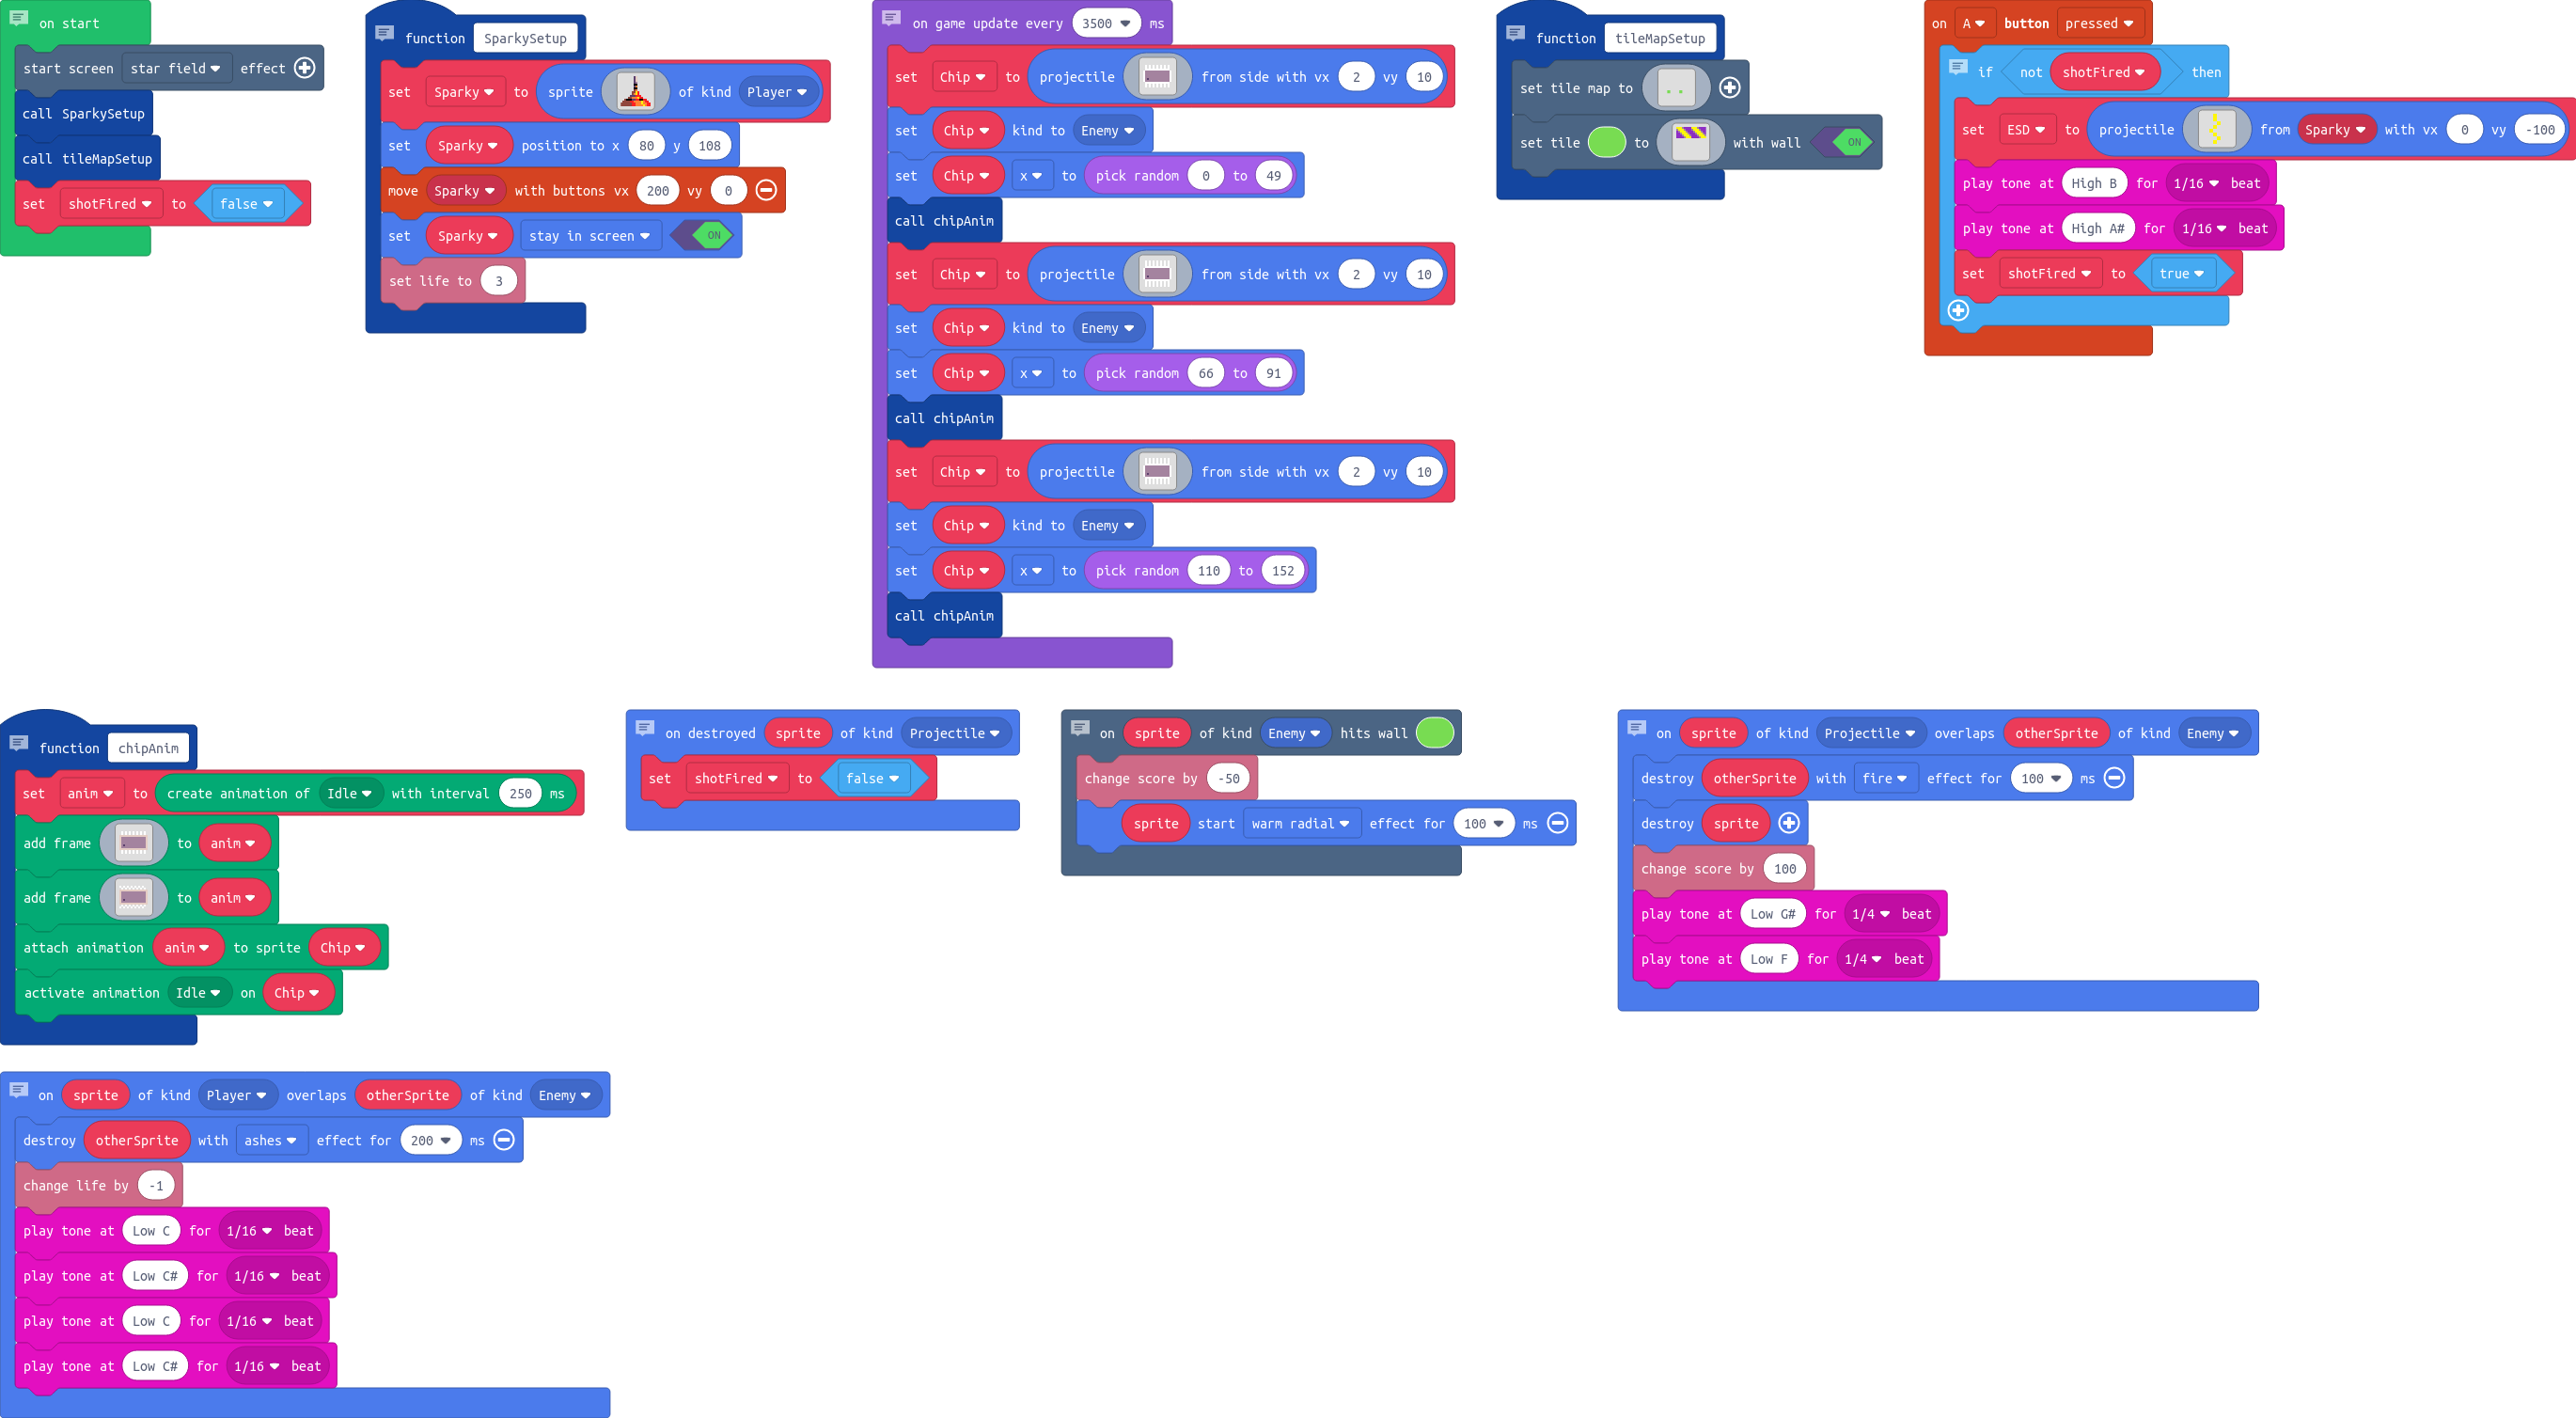 on start
start screen star field effect
call SparkySetup
call tileMapSetup
set shotFired to false
function SparkySetup
set Sparky to sprite of kind Player
set Sparky position to x 80 y 108
move Sparky with buttons vx 200 vy 0
set Sparky stay in screen ON
set life to 3
on game update every 3500 ms
set Chip to projectile from side with vx 2 vy 10
set Chip kind to Enemy
set Chip x to pick random 0 to 49
call chipAnim
set Chip to projectile from side with vx 2 vy 10
set Chip kind to Enemy
set Chip x to pick random 66 to 91
call chipAnim
set Chip to projectile from side with vx 2 vy 10
set Chip kind to Enemy
set Chip x to pick random 110 to 152
call chipAnim
function tileMapSetup
set tile map to
set tile to with wall ON
on A button pressed
if not shotFired then
set ESD to projectile from Sparky with vx 0 vy -100
play tone at High B for 1/16 beat
play tone at High A# for 1/16 beat
set shotFired to true
function chipAnim
set anim to create animation of Idle with interval 250 ms
add frame to anim
add frame to anim
attach animation anim to sprite Chip
activate animation Idle on Chip
on destroyed sprite of kind Projectile
set shotFired to false
on sprite of kind Enemy hits wall
change score by -50
sprite start warm radial effect for 100 ms
on sprite of kind Projectile overlaps otherSprite of kind Enemy
destroy otherSprite with fire effect for 100 ms
destroy sprite
change score by 100
play tone at Low G# for 1/4 beat
play tone at Low F for 1/4 beat
on sprite of kind Player overlaps otherSprite of kind Enemy
destroy otherSprite with ashes effect for 200 ms
change life by -1
play tone at Low C for 1/16 beat
play tone at Low C# for 1/16 beat
play tone at Low C for 1/16 beat
play tone at Low C# for 1/16 beat